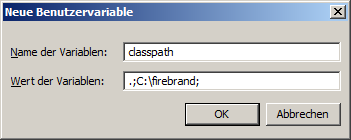 Neue Benutzervariable
Name der Variablen: classpath
Wert der Variablen: .;C:\firebrand;
OK Abbrechen